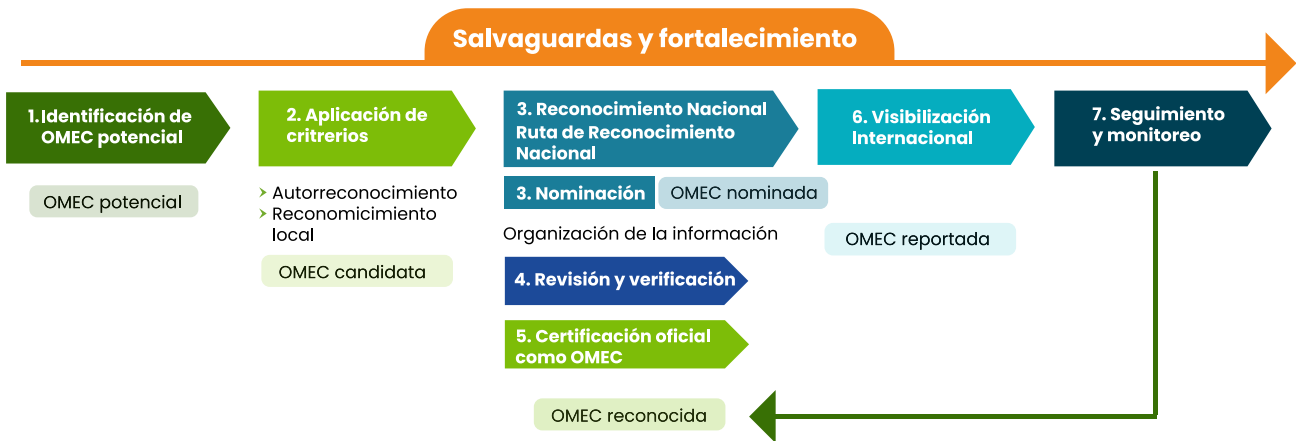 Salvaguardas y fortalecimiento
1. Identificación de
OMEC potencial
OMEC potencial
2. Aplicación de
critrerios
Autorreconocimiento
Reconomicimiento
local
OMEC candidata
3. Reconocimiento Nacional
Ruta de Reconocimiento
Nacional
3. Nominación
OMEC nominada
Organización de la información
4. Revisión y verificación
5. Certificación oficial
como OMEC
OMEC reconocida
6. Visibilización
Internacional
OMEC reportada
7. Seguimiento
y monitoreo